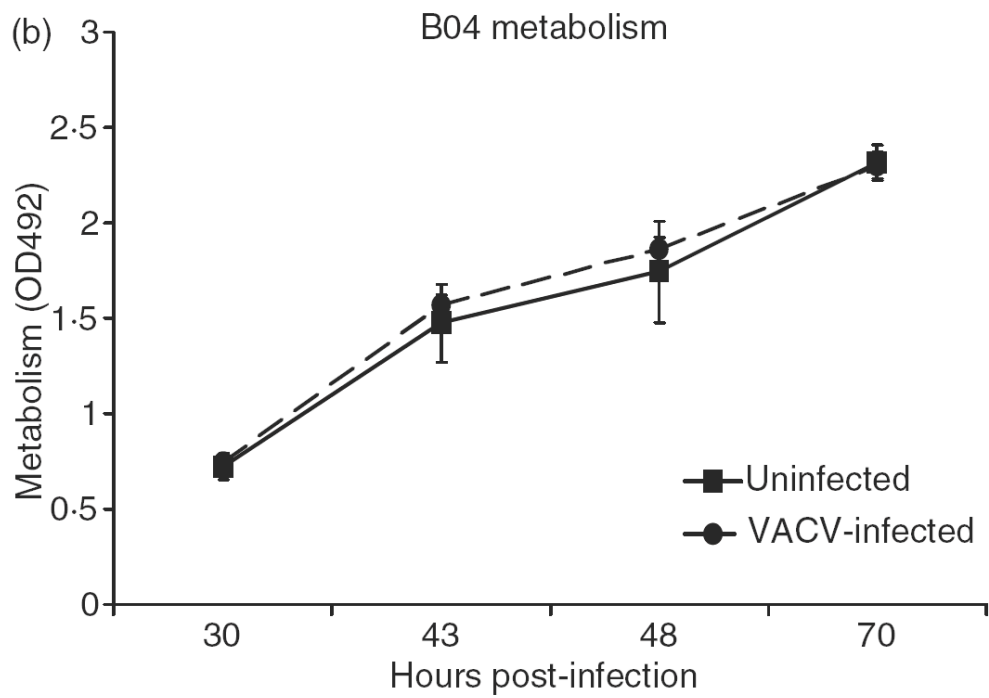 (b)
B04 metabolism
3
2·5
2
1·5
1
0·5
0
Metabolism (OD492)
Uninfected
VACV-infected
30 43 48 70
Hours post-infection